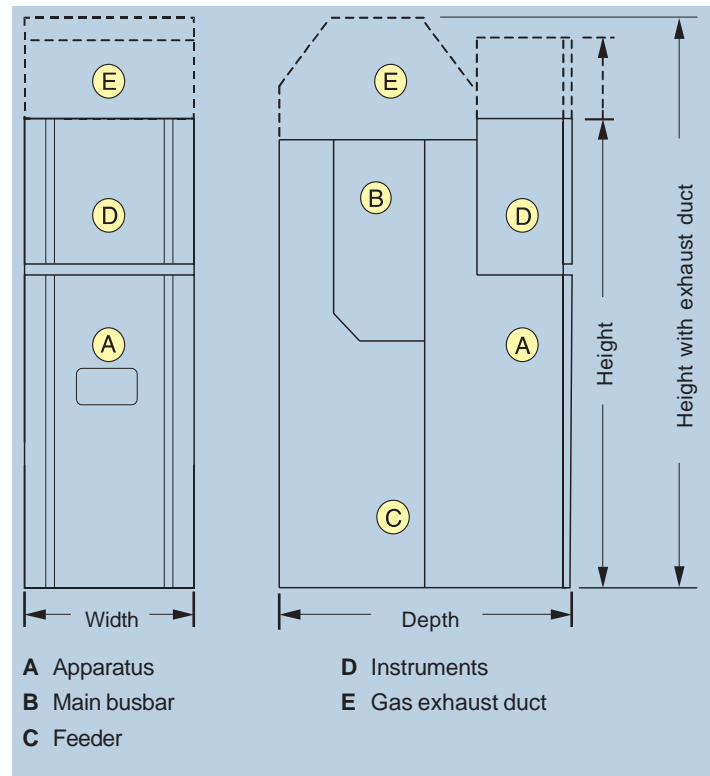 E
E
B
D
D
A
A
C
Height
Height with exhaust duct
Width
Depth
A Apparatus
B Main busbar
C Feeder
D Instruments
E Gas exhaust duct